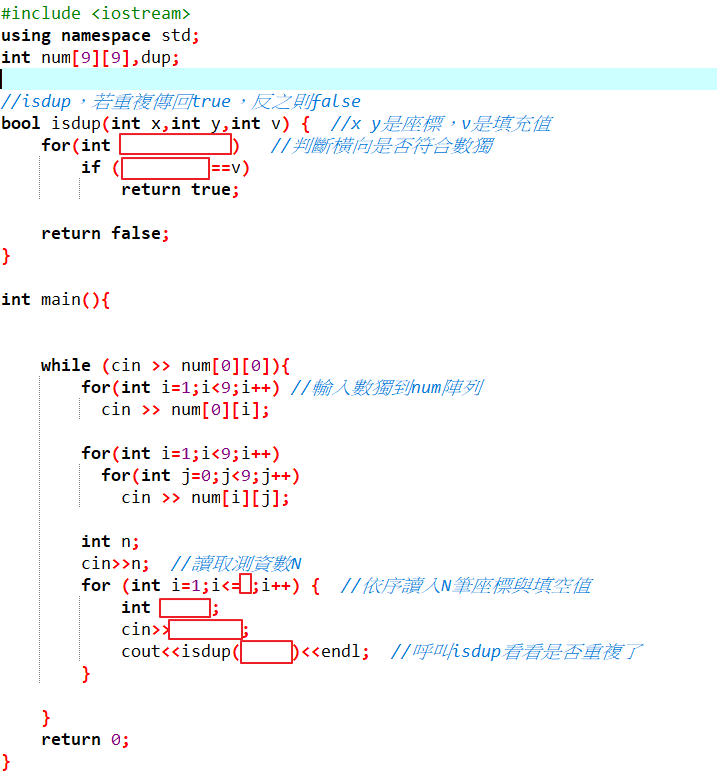 #include <iostream>
using namespace std;
int num[9][9],dup;
//isdup，若重複傳回true，反之則false
bool isdup(int x,int y,int v) {  //x y是座標，v是填充值
for(int )   //判斷橫向是否符合數獨
if (==v)
return true;
return false;
}
int main(){
while (cin >> num[0][0]){
for(int i=1;i<9;i++) //輸入數獨到num陣列
cin >> num[0][i];
for(int i=1;i<9;i++)
for(int j=0;j<9;j++)
cin >> num[i][j];
int n;
cin>>n;  //讀取測資數N
for (int i=1;i<=;i++) {  //依序讀入N筆座標與填空值
int ;
cin>>;
cout<<isdup()<<endl;  //呼叫isdup看看是否重複了
}
}
return 0;
}